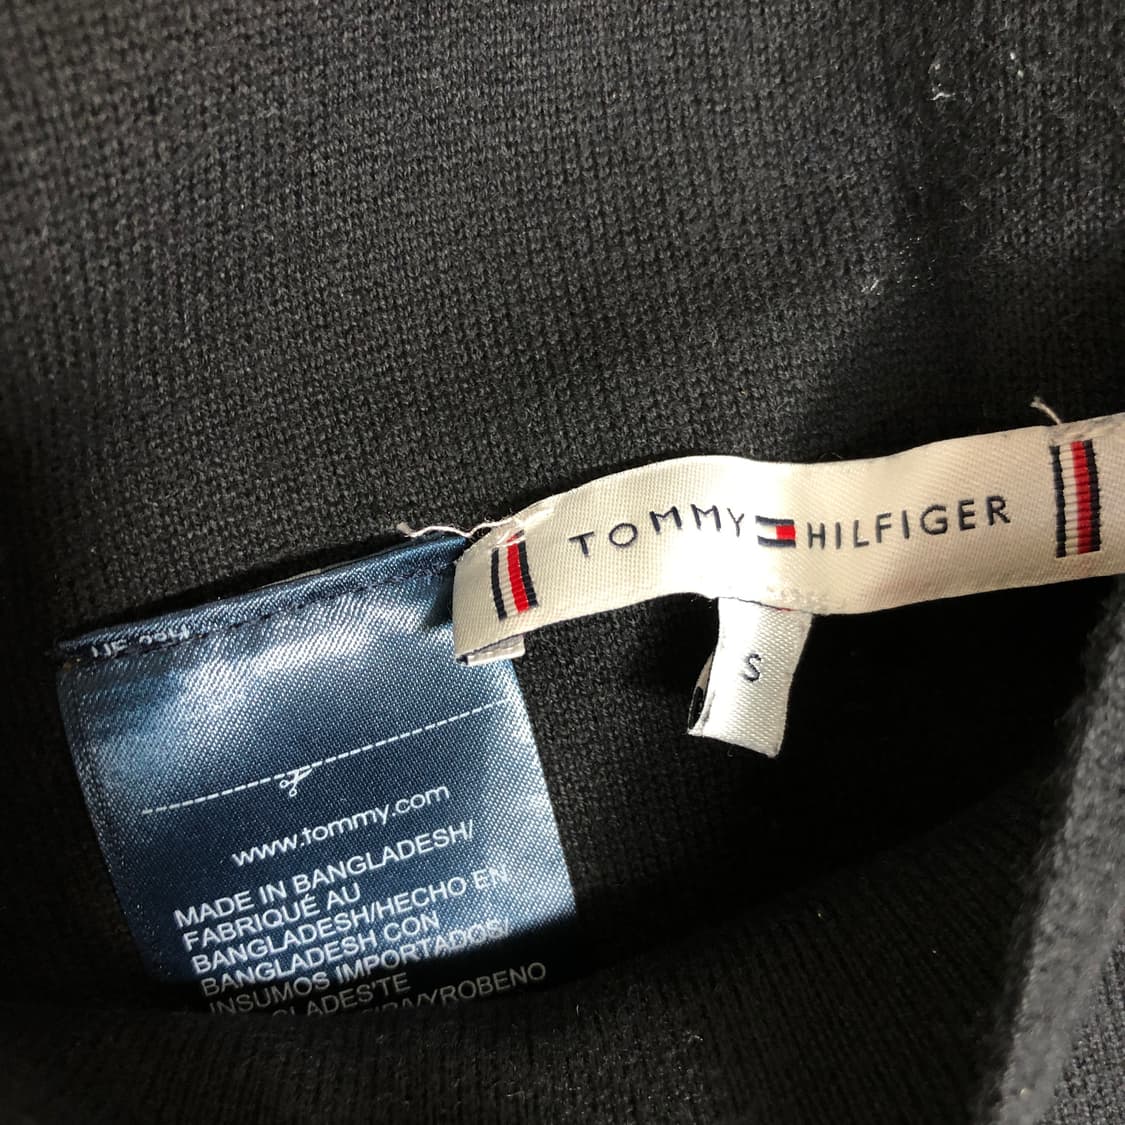 TOMMY HILFIGER
S
www.tommy.com
MADE IN BANGLADESH/
FABRIQUÉ AU
BANGLADESH/HECHO EN
BANGLADESH CON
INSUMOS IMPORTADOS/